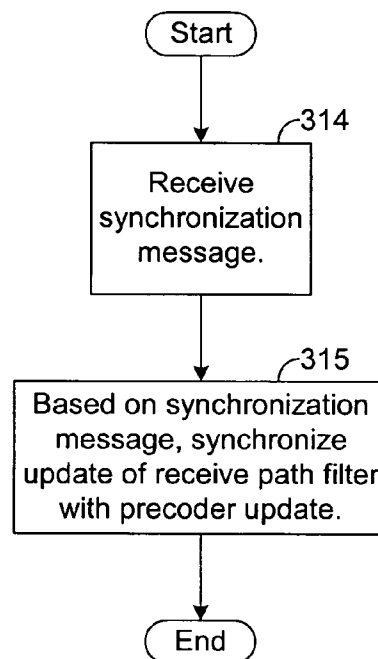 Start
314
Receive
synchronization
message.
315
Based on synchronization
message, synchronize
update of receive path filter
with precoder update.
End